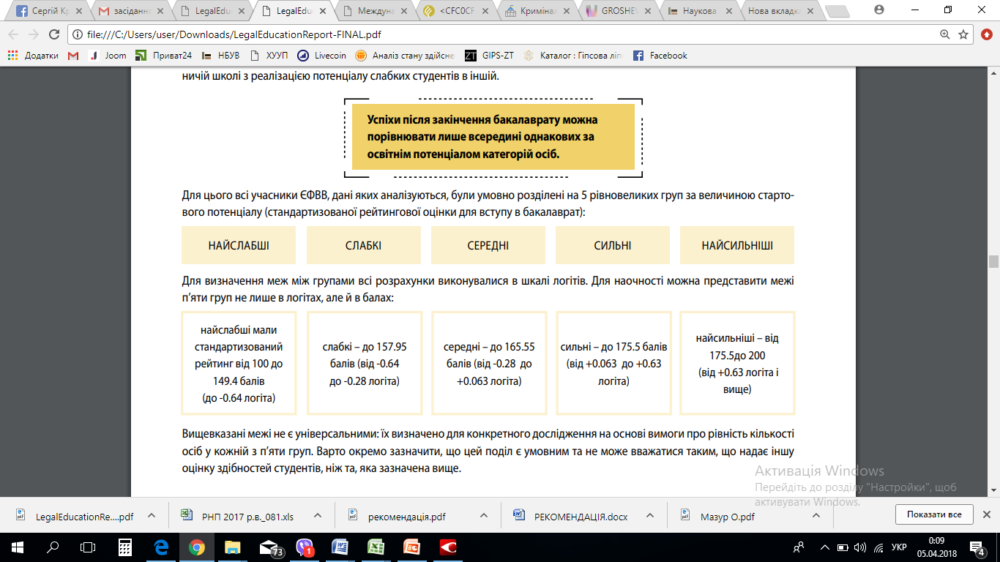 Сергій Кр
засідання
LegalEdu
LegalEdu
Междуна
<CFC0CF
Криміна
GROSHEV
Наукова
Нова вкладка
file:///C:/Users/user/Downloads/LegalEducationReport-FINAL.pdf
Додатки
Joom
Приват24
НБУВ
ХУУП
Livecoin
Аналіз стану здійсне
ZT GIPS-ZT
Каталог : Гіпсова ліп
Facebook
ничій школі з реалізацією потенціалу слабких студентів в іншій.
Успіхи після закінчення бакалаврату можна
порівнювати лише всередині однакових за
освітнім потенціалом категорій осіб.
Для цього всі учасники ЄФВВ, дані яких аналізуються, були умовно розділені на 5 рівновеликих груп за величиною старто-
вого потенціалу (стандартизованої рейтингової оцінки для вступу в бакалаврат):
НАЙСЛАБШІ
СЛАБКІ
СЕРЕДНІ
СИЛЬНІ
НАЙСИЛЬНІШІ
Для визначення меж між групами всі розрахунки виконувалися в шкалі логітів. Для наочності можна представити межі
п’яти груп не лише в логітах, але й в балах:
найслабші мали
стандартизований
рейтинг від 100 до
149.4 балів
(до -0.64 логіта)
слабкі – до 157.95
балів (від -0.64
до -0.28 логіта)
середні – до 165.55
балів (від -0.28 до
+0.063 логіта)
сильні – до 175.5 балів
(від +0.063 до +0.63
логіта)
найсильніші – від
175.5до 200
(від +0.63 логіта і
вище)
Вищевказані межі не є універсальними: їх визначено для конкретного дослідження на основі вимоги про рівність кількості
осіб у кожній з п’яти груп. Варто окремо зазначити, що цей поділ є умовним та не може вважатися таким, що надає іншу
оцінку здібностей студентів, ніж та, яка зазначена вище.
Активація Windows
Перейдіть до розділу "Настройки", щоб
активувати Windows.
LegalEducationRe....pdf
РНП 2017 р.в._081.xls
рекомендація.pdf
РЕКОМЕНДАЦІЯ.docx
Мазур О.pdf
Показати все
73
1
УКР
0:09
05.04.2018
4